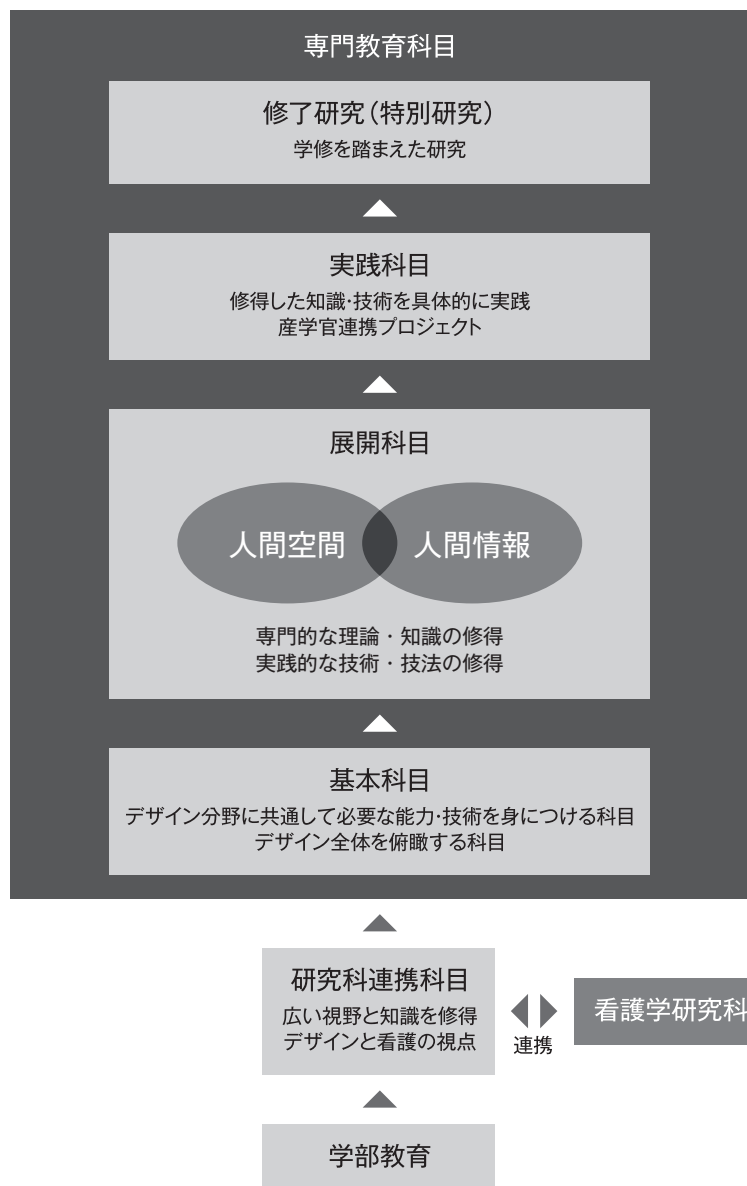 専門教育科目
修了研究（特別研究）
学修を踏まえた研究
実践科目
修得した知識・技術を具体的に実践
産学官連携プロジェクト
展開科目
人間空間
人間情報
専門的な理論・知識の修得
実践的な技術・技法の修得
基本科目
デザイン分野に共通して必要な能力・技術を身につける科目
デザイン全体を俯瞰する科目
研究科連携科目
広い視野と知識を修得
デザインと看護の視点
連携
看護学研究科
学部教育